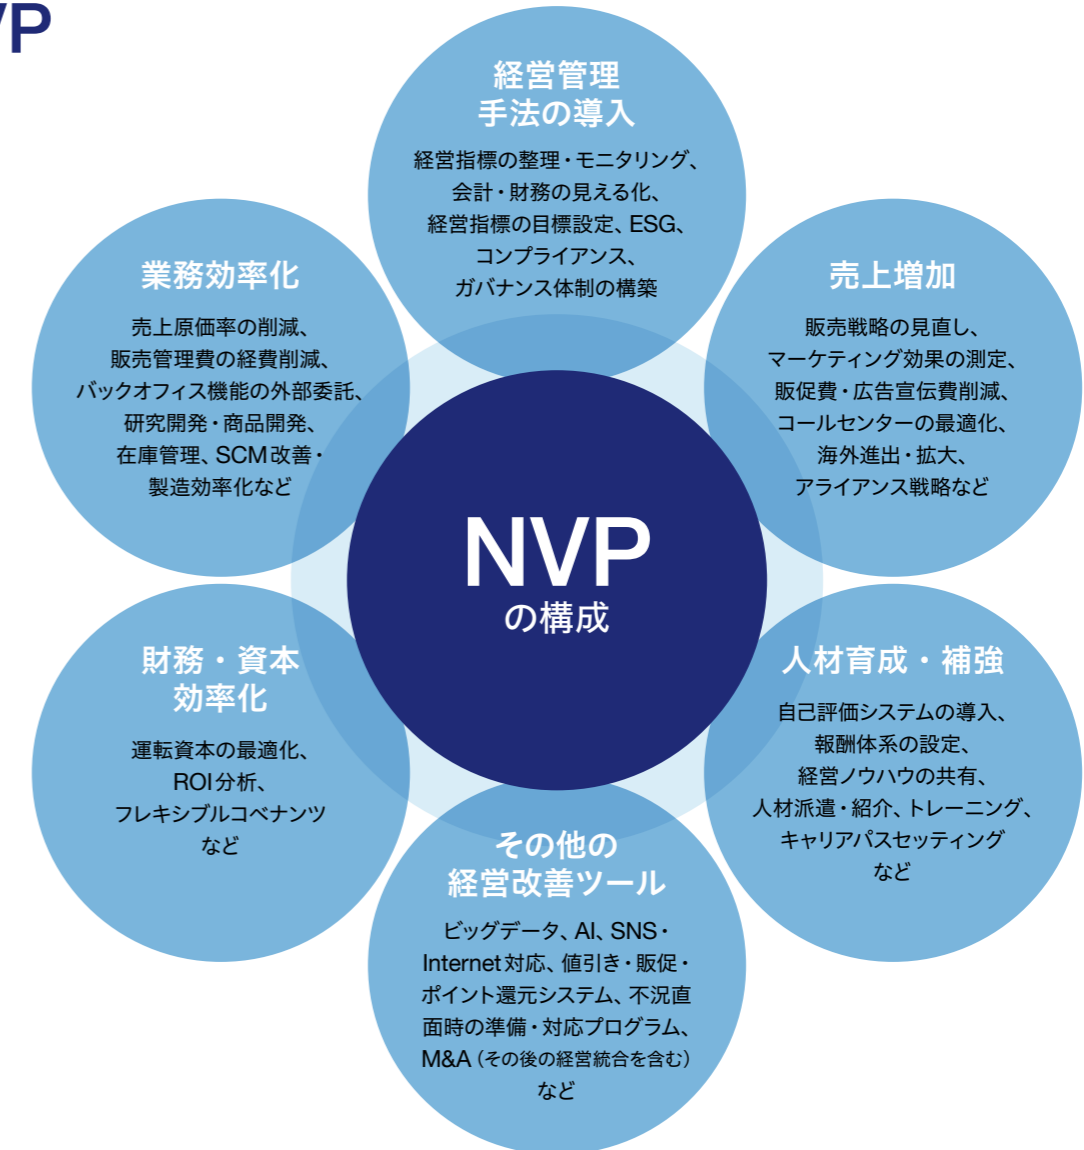 VP
経営管理
手法の導入
経営指標の整理・モニタリング、
会計・財務の見える化、
経営指標の目標設定、ESG、
コンプライアンス、
ガバナンス体制の構築
業務効率化
売上原価率の削減、
販売管理費の経費削減、
バックオフィス機能の外部委託、
研究開発・商品開発、
在庫管理、SCM改善・
製造効率化など
売上増加
販売戦略の見直し、
マーケティング効果の測定、
販促費・広告宣伝費削減、
コールセンターの最適化、
海外進出・拡大、
アライアンス戦略など
NVP
の構成
財務・資本
効率化
運転資本の最適化、
ROI分析、
フレキシブルコベナンツ
など
人材育成・補強
自己評価システムの導入、
報酬体系の設定、
経営ノウハウの共有、
人材派遣・紹介、トレーニング、
キャリアパスセッティング
など
その他の
経営改善ツール
ビッグデータ、AI、SNS・
Internet対応、値引き・販促・
ポイント還元システム、不況直
面時の準備・対応プログラム、
M&A（その後の経営統合を含む）
など